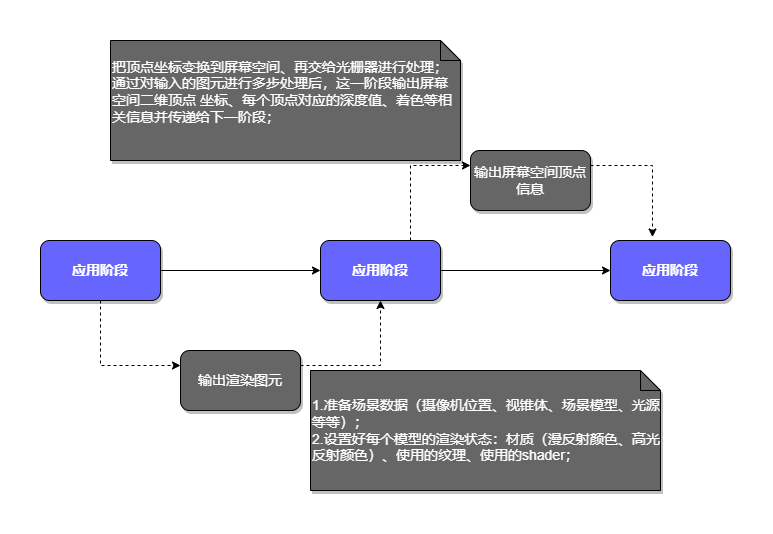 把顶点坐标变换到屏幕空间、再交给光栅器进行处理；
通过对输入的图元进行多步处理后，这一阶段输出屏幕
空间二维顶点 坐标、每个顶点对应的深度值、着色等相
关信息并传递给下一阶段；
输出屏幕空间顶点
信息
应用阶段
应用阶段
应用阶段
输出渲染图元
1.准备场景数据（摄像机位置、视锥体、场景模型、光源
等等）；
2.设置好每个模型的渲染状态：材质（漫反射颜色、高光
反射颜色）、使用的纹理、使用的shader；